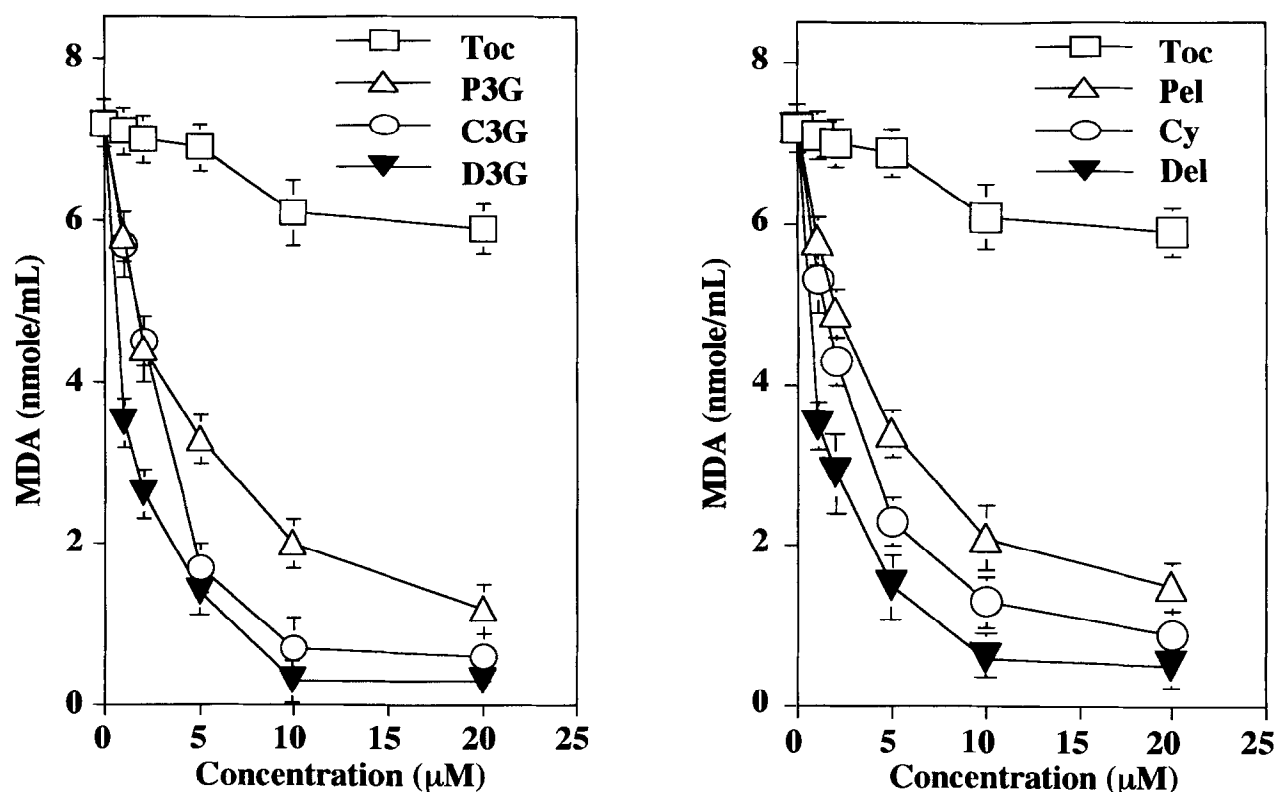 Toc
P3G
C3G
D3G
MDA (nmole/mL)
8
6
4
2
0
0 5 10 15 20 25
Concentration (μM)
Toc
Pel
Cy
Del
MDA (nmole/mL)
8
6
4
2
0
0 5 10 15 20 25
Concentration (μM)